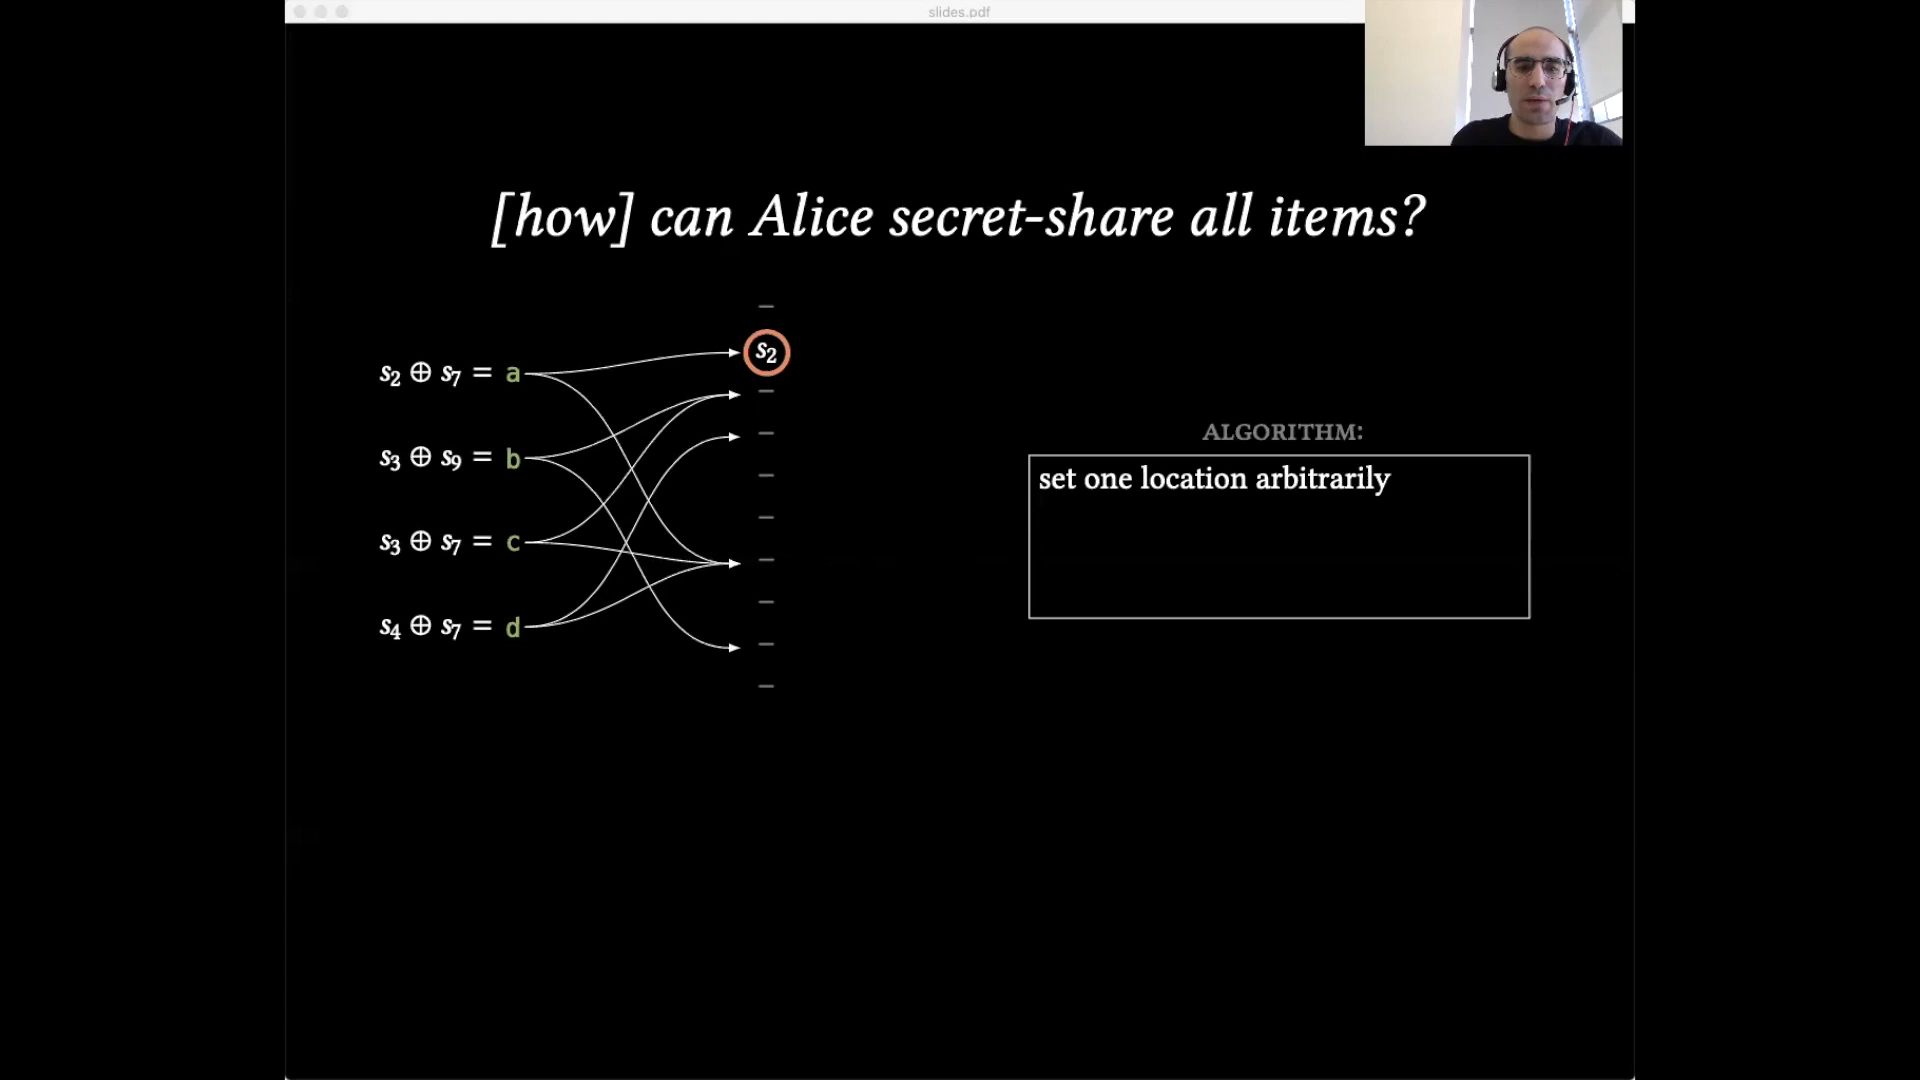 slides.pdf
[how] can Alice secret-share all items?
s₂
s₂ ⊕ s₇ = a
s₃ ⊕ s₉ = b
s₃ ⊕ s₇ = c
s₄ ⊕ s₇ = d
ALGORITHM:
set one location arbitrarily